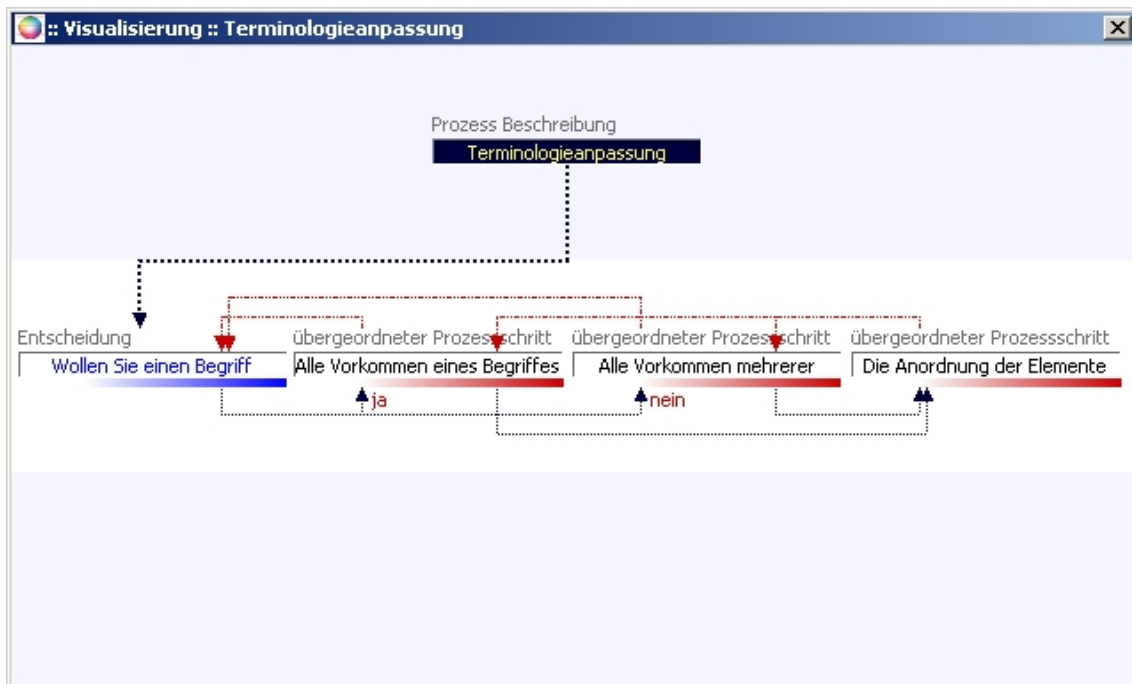 :: Visualisierung :: Terminologieanpassung
Prozess Beschreibung
Terminologieanpassung
Entscheidung
übergeordneter Prozessschritt
übergeordneter Prozessschritt
übergeordneter Prozessschritt
Wollen Sie einen Begriff
Alle Vorkommen eines Begriffes
Alle Vorkommen mehrerer
Die Anordnung der Elemente
ja
nein